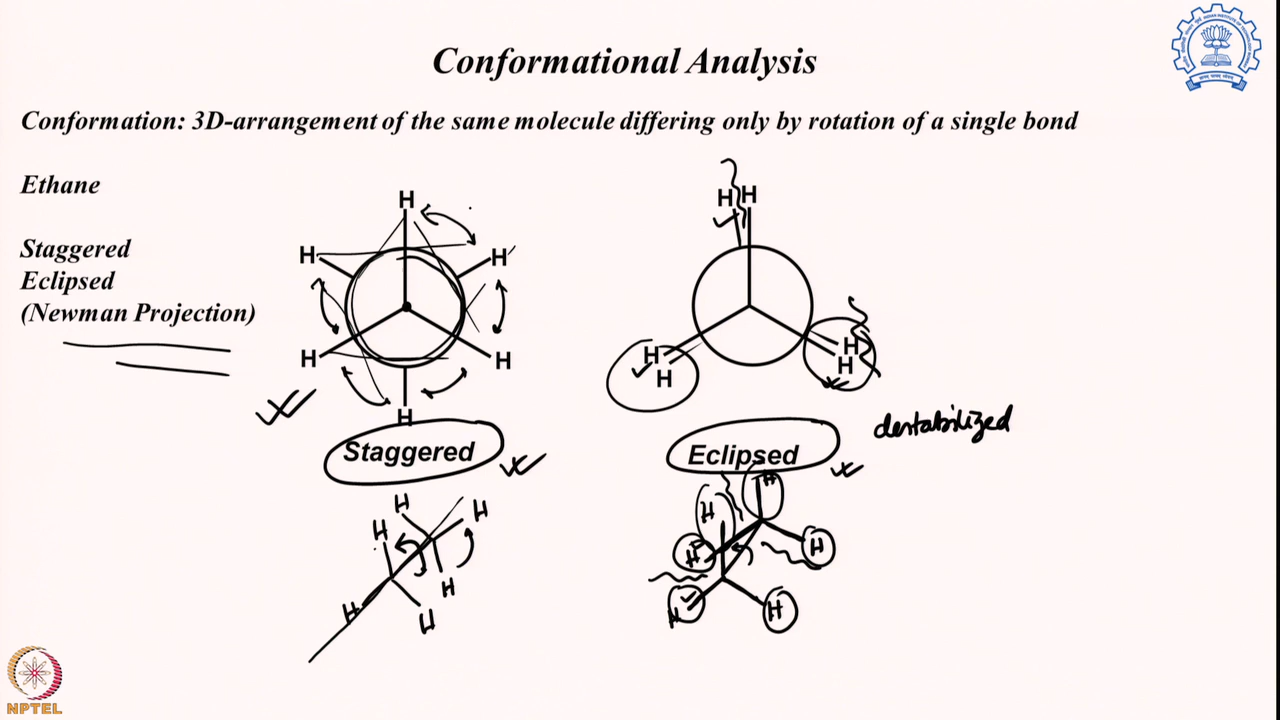 Conformational Analysis
Conformation: 3D-arrangement of the same molecule differing only by rotation of a single bond
Ethane
Staggered
Eclipsed
(Newman Projection)
H
H
H
H
H
H
Staggered
H H
H
H
H
H
Eclipsed
destabilized
H
H
H
H
H
H
H
H
H
H
H
H
NPTEL